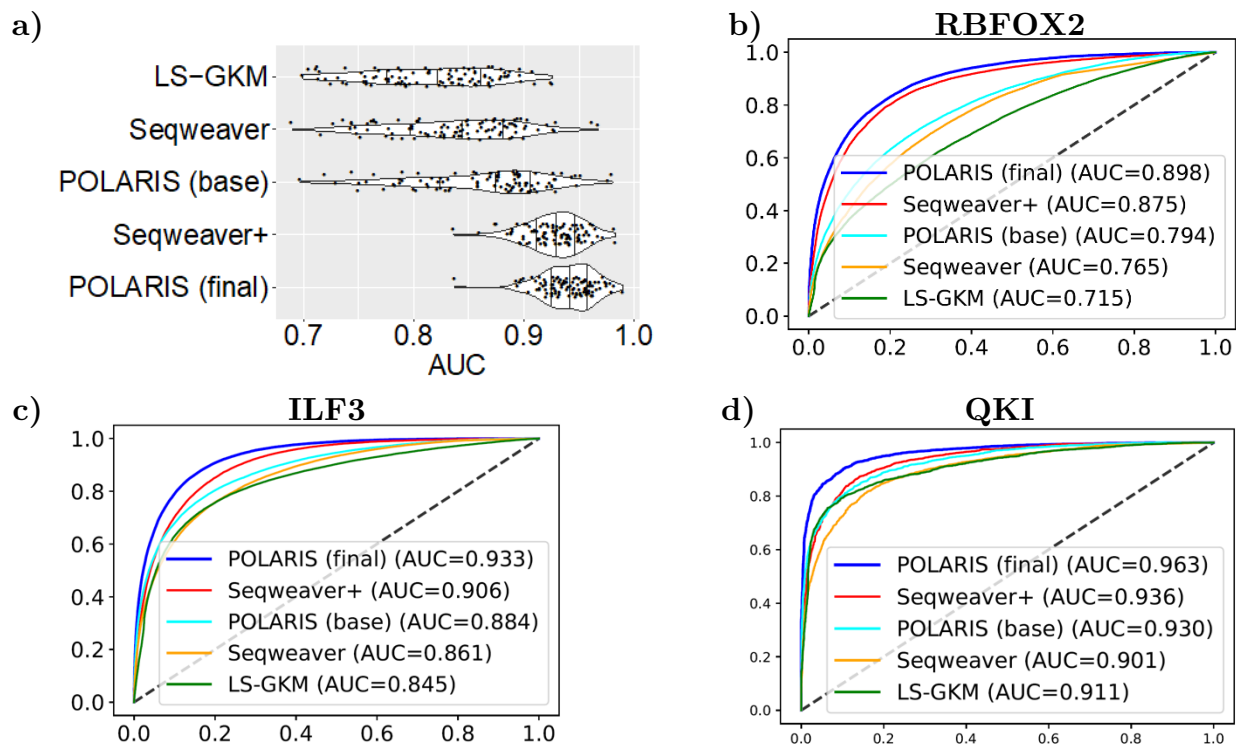 a)
LS-GKM
Seqweaver
POLARIS (base)
Seqweaver+
POLARIS (final)
0.7 0.8 0.9 1.0
AUC
b)
RBFOX2
1.0
0.8
0.6
0.4
0.2
0.0
POLARIS (final) (AUC=0.898)
Seqweaver+ (AUC=0.875)
POLARIS (base) (AUC=0.794)
Seqweaver (AUC=0.765)
LS-GKM (AUC=0.715)
0.0 0.2 0.4 0.6 0.8 1.0
c)
ILF3
1.0
0.8
0.6
0.4
0.2
0.0
POLARIS (final) (AUC=0.933)
Seqweaver+ (AUC=0.906)
POLARIS (base) (AUC=0.884)
Seqweaver (AUC=0.861)
LS-GKM (AUC=0.845)
0.0 0.2 0.4 0.6 0.8 1.0
d)
QKI
1.0
0.8
0.6
0.4
0.2
0.0
POLARIS (final) (AUC=0.963)
Seqweaver+ (AUC=0.936)
POLARIS (base) (AUC=0.930)
Seqweaver (AUC=0.901)
LS-GKM (AUC=0.911)
0.0 0.2 0.4 0.6 0.8 1.0